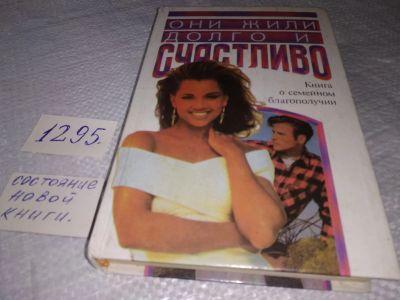 ОНИ ЖИЛИ
ДОЛГО И
СЧАСТЛИВО
Книга
о семейном
благополучии
1295.
состояние
новой
книги.